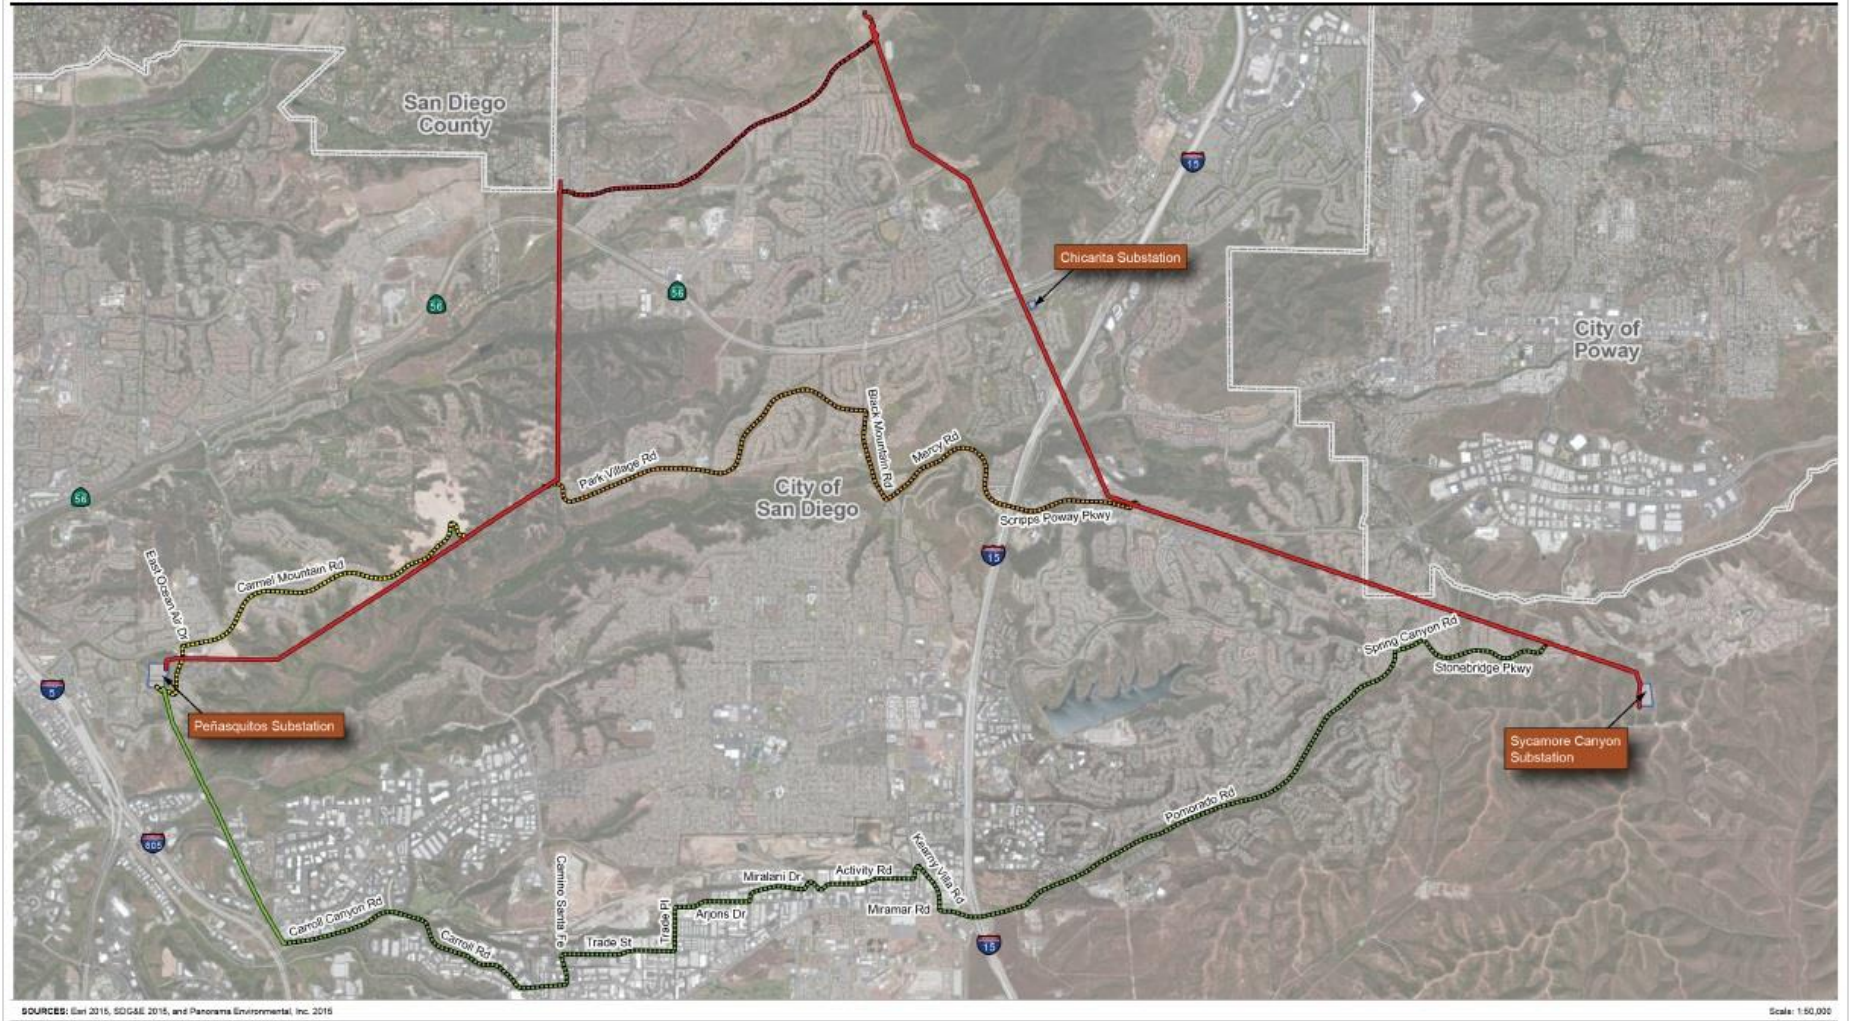 San Diego
County
15
Chicarita Substation
56
56
City of
Poway
Black Mountain Rd
Mercy Rd
Park Village Rd
City of
San Diego
56
Scripps Poway Pkwy
15
East Ocean Air Dr
Carmel Mountain Rd
Spring Canyon Rd
Stonebridge Pkwy
5
Peñasquitos Substation
Sycamore Canyon
Substation
Pomorado Rd
805
Kearny Villa Rd
Camino Santa Fe
Activity Rd
Miralani Dr
Carroll Canyon Rd
Trade Pl
Arjons Dr
Miramar Rd
Carroll Rd
Trade St
15
SOURCES: Esri 2015, SDG&E 2015, and Panorama Environmental, Inc. 2015
Scale: 1:50,000